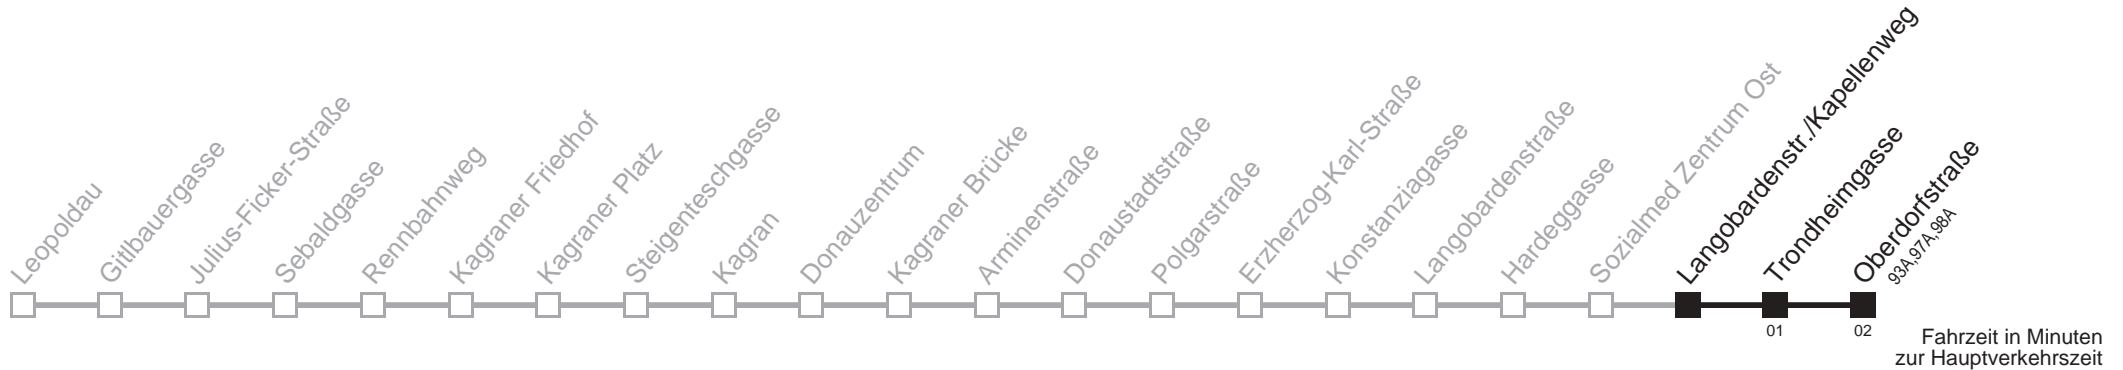 Leopoldau
Gitlbauergasse
Julius-Ficker-Straße
Sebaldgasse
Rennbahnweg
Kagraner Friedhof
Kagraner Platz
Steigenteschgasse
Kagran
Donauzentrum
Kagraner Brücke
Arminenstraße
Donaustadtstraße
Polgarstraße
Erzherzog-Karl-Straße
Konstanziagasse
Langobardenstraße
Hardeggasse
Sozialmed Zentrum Ost
Langobardenstr./Kapellenweg
Trondheimgasse
Oberdorfstraße
93A,97A,98A
01
02
Fahrzeit in Minuten
zur Hauptverkehrszeit